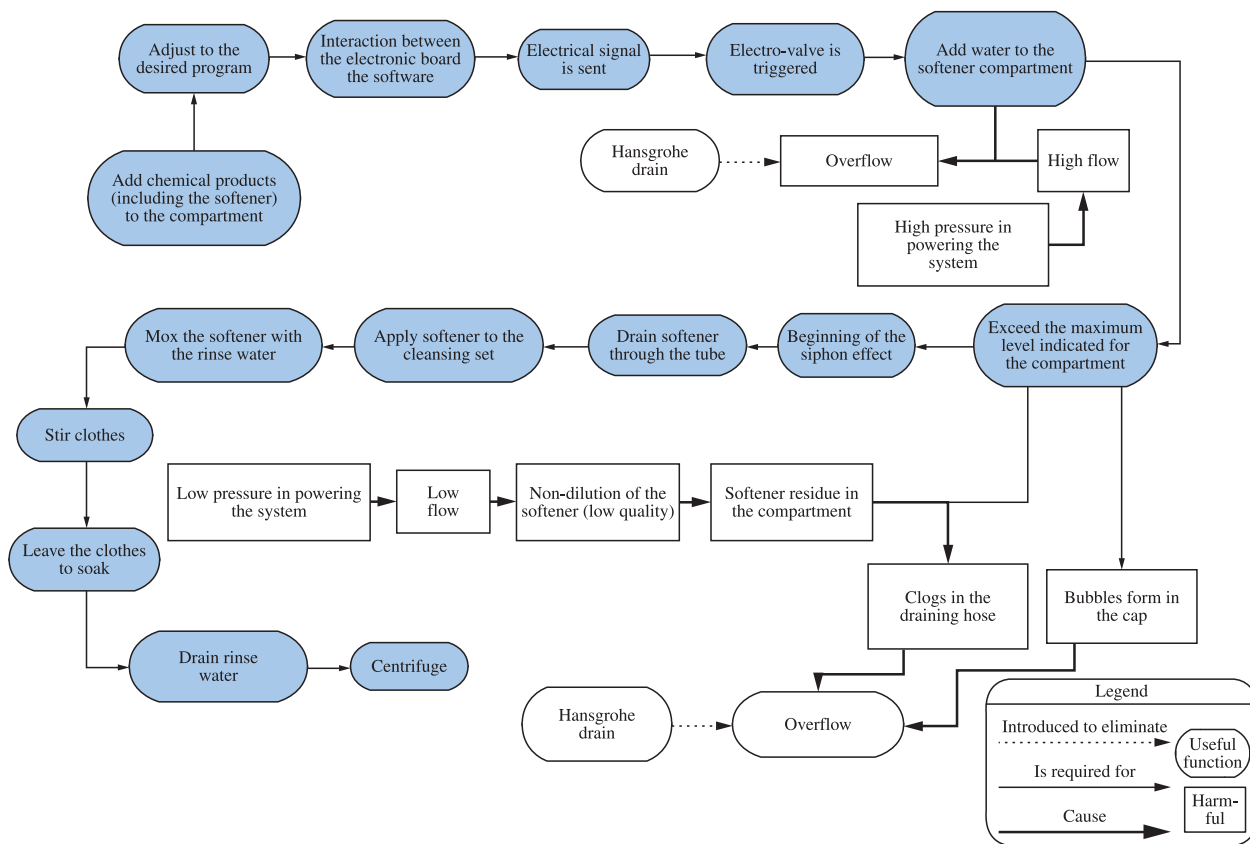 Adjust to the
desired program
Interaction between
the electronic board
the software
Electrical signal
is sent
Electro-valve is
triggered
Add water to the
softener compartment
Add chemical products
(including the softener)
to the compartment
Hansgrohe
drain
Overflow
High flow
High pressure in
powering the
system
Mox the softener with
the rinse water
Apply softener to the
cleansing set
Drain softener
through the tube
Beginning of the
siphon effect
Exceed the maximum
level indicated for
the compartment
Stir clothes
Low pressure in powering
the system
Low
flow
Non-dilution of the
softener (low quality)
Softener residue in
the compartment
Leave the clothes
to soak
Clogs in the
draining hose
Bubbles form in
the cap
Drain rinse
water
Centrifuge
Hansgrohe
drain
Overflow
Legend
Introduced to eliminate
Useful
function
Is required for
Harm-
ful
Cause